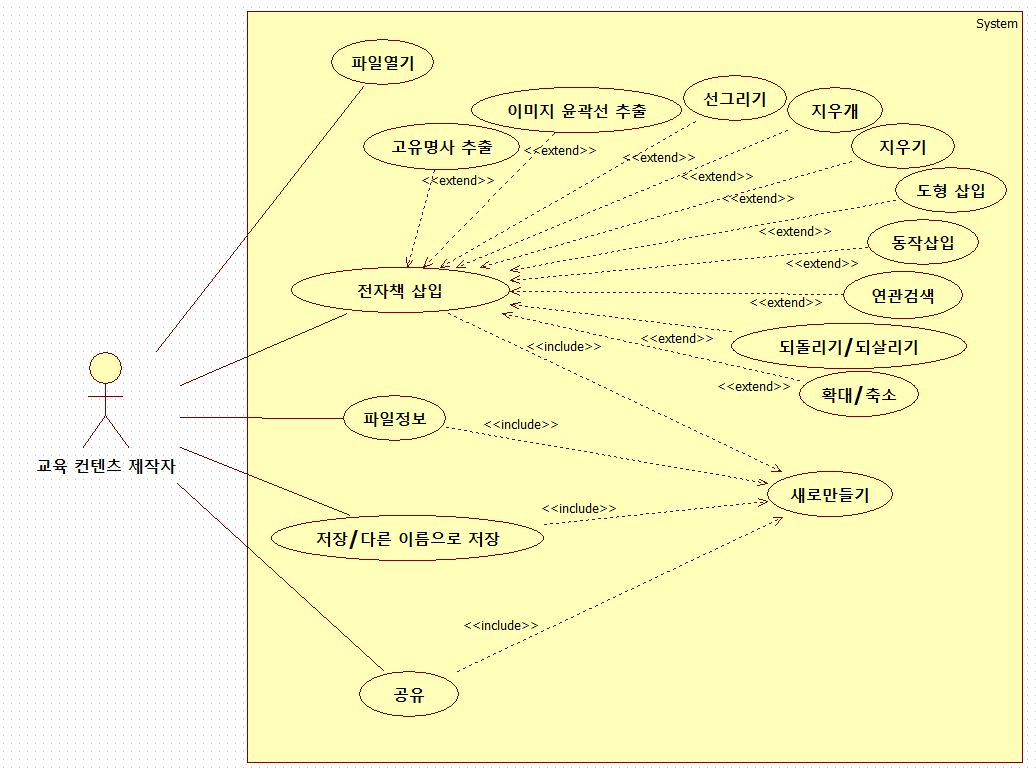 System
파일열기
이미지 윤곽선 추출
선그리기
지우개
고유명사 추출
지우기
<<extend>>
<<extend>>
<<extend>>
<<extend>>
<<extend>>
도형 삽입
<<extend>>
동작삽입
<<extend>>
전자책 삽입
연관검색
<<extend>>
<<include>>
<<extend>>
되돌리기/되살리기
<<extend>>
확대/축소
파일정보
<<include>>
교육 컨텐츠 제작자
새로만들기
<<include>>
저장/다른 이름으로 저장
<<include>>
공유